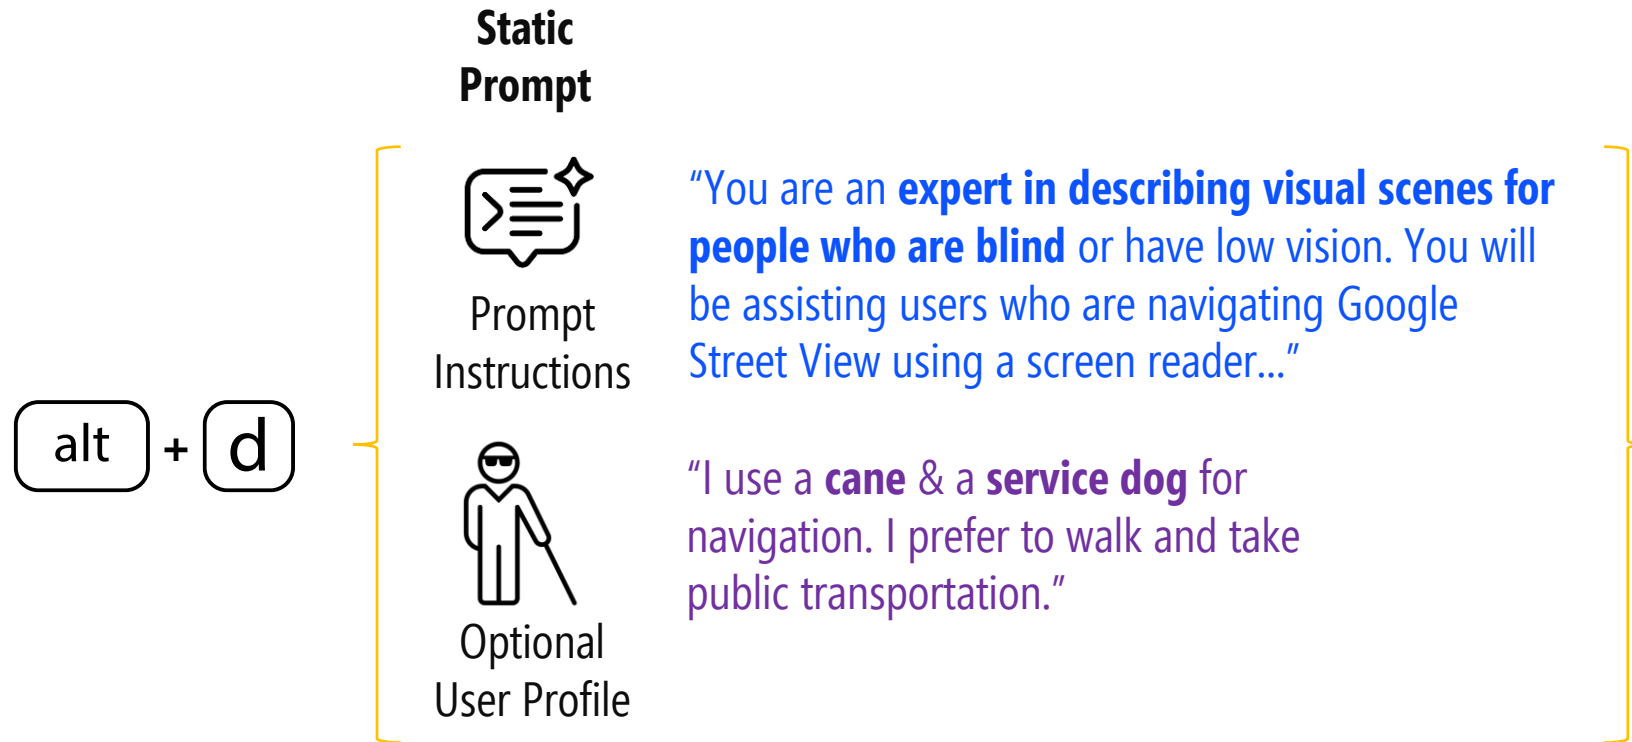 Static
Prompt
Prompt
Instructions
“You are an expert in describing visual scenes for
people who are blind or have low vision. You will
be assisting users who are navigating Google
Street View using a screen reader...”
alt + d
Optional
User Profile
“I use a cane & a service dog for
navigation. I prefer to walk and take
public transportation.”